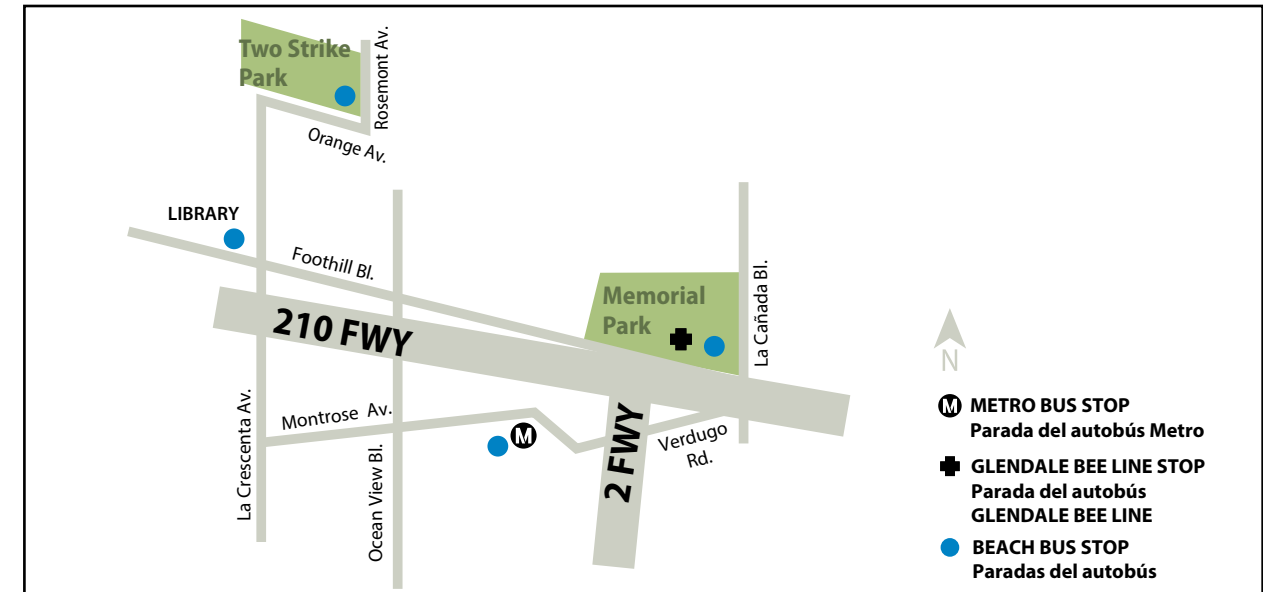 Two Strike
Park
Rosemont Av.
Orange Av.
LIBRARY
Foothill Bl.
210 FWY
Memorial
Park
La Cañada Bl.
N
La Crescenta Av.
Montrose Av.
Ocean View Bl.
M
2 FWY
Verdugo
Rd.
M METRO BUS STOP
Parada del autobús Metro
GLENDALE BEE LINE STOP
Parada del autobús
GLENDALE BEE LINE
BEACH BUS STOP
Paradas del autobús